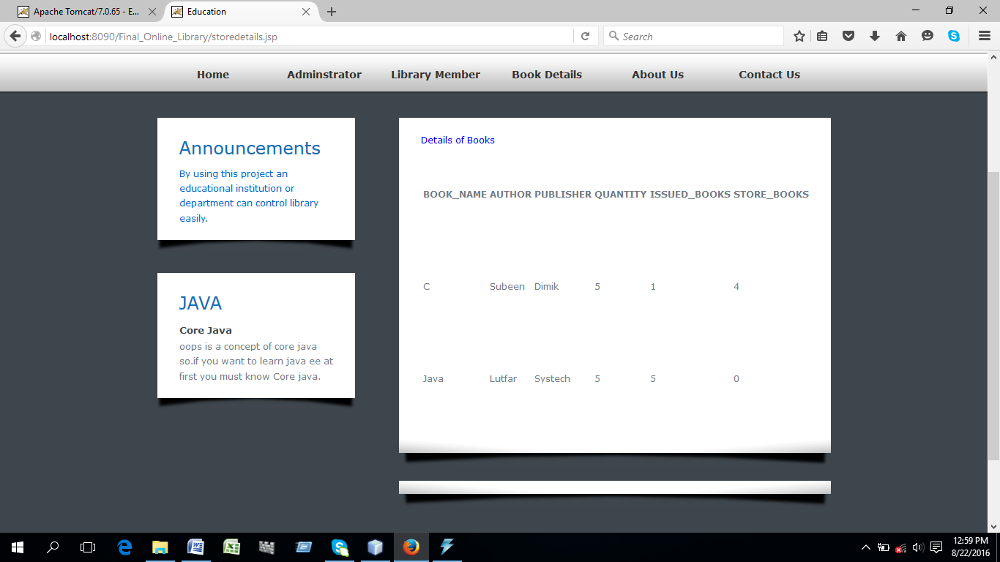 Apache Tomcat/7.0.65 - E...
Education
localhost:8090/Final_Online_Library/storedetails.jsp
Search
Home Adminstrator Library Member Book Details About Us Contact Us
Announcements
By using this project an
educational institution or
department can control library
easily.
JAVA
Core Java
oops is a concept of core java
so.if you want to learn java ee at
first you must know Core java.
Details of Books
BOOK_NAME AUTHOR PUBLISHER QUANTITY ISSUED_BOOKS STORE_BOOKS
C Subeen Dimik 5 1 4
Java Lutfar Systech 5 5 0
12:59 PM
8/22/2016